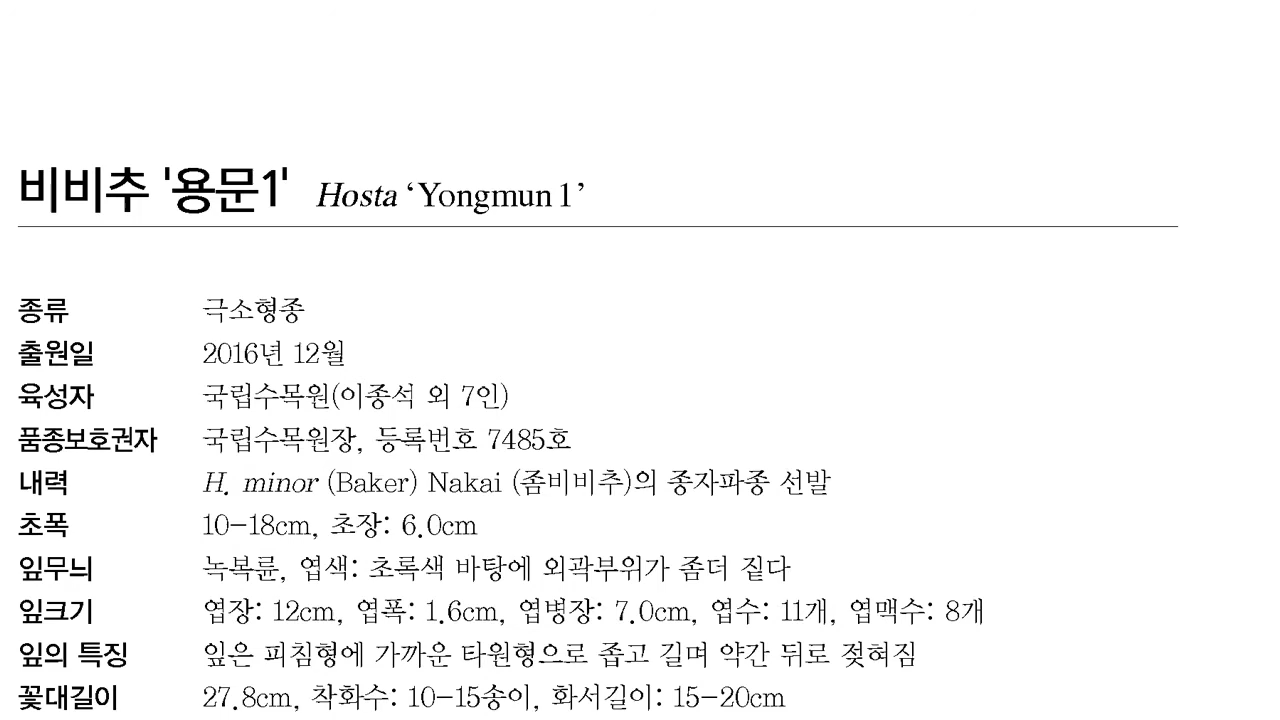 비비추 '용문1' Hosta ‘Yongmun 1’
종류 극소형종
출원일 2016년 12월
육성자 국립수목원(이종석 외 7인)
품종보호권자 국립수목원장, 등록번호 7485호
내력 H. minor (Baker) Nakai (좀비비추)의 종자파종 선발
초폭 10-18cm, 초장: 6.0cm
잎무늬 녹복륜, 엽색: 초록색 바탕에 외곽부위가 좀더 짙다
잎크기 엽장: 12cm, 엽폭: 1.6cm, 엽병장: 7.0cm, 엽수: 11개, 엽맥수: 8개
잎의 특징 잎은 피침형에 가까운 타원형으로 좁고 길며 약간 뒤로 젖혀짐
꽃대길이 27.8cm, 착화수: 10-15송이, 화서길이: 15-20cm